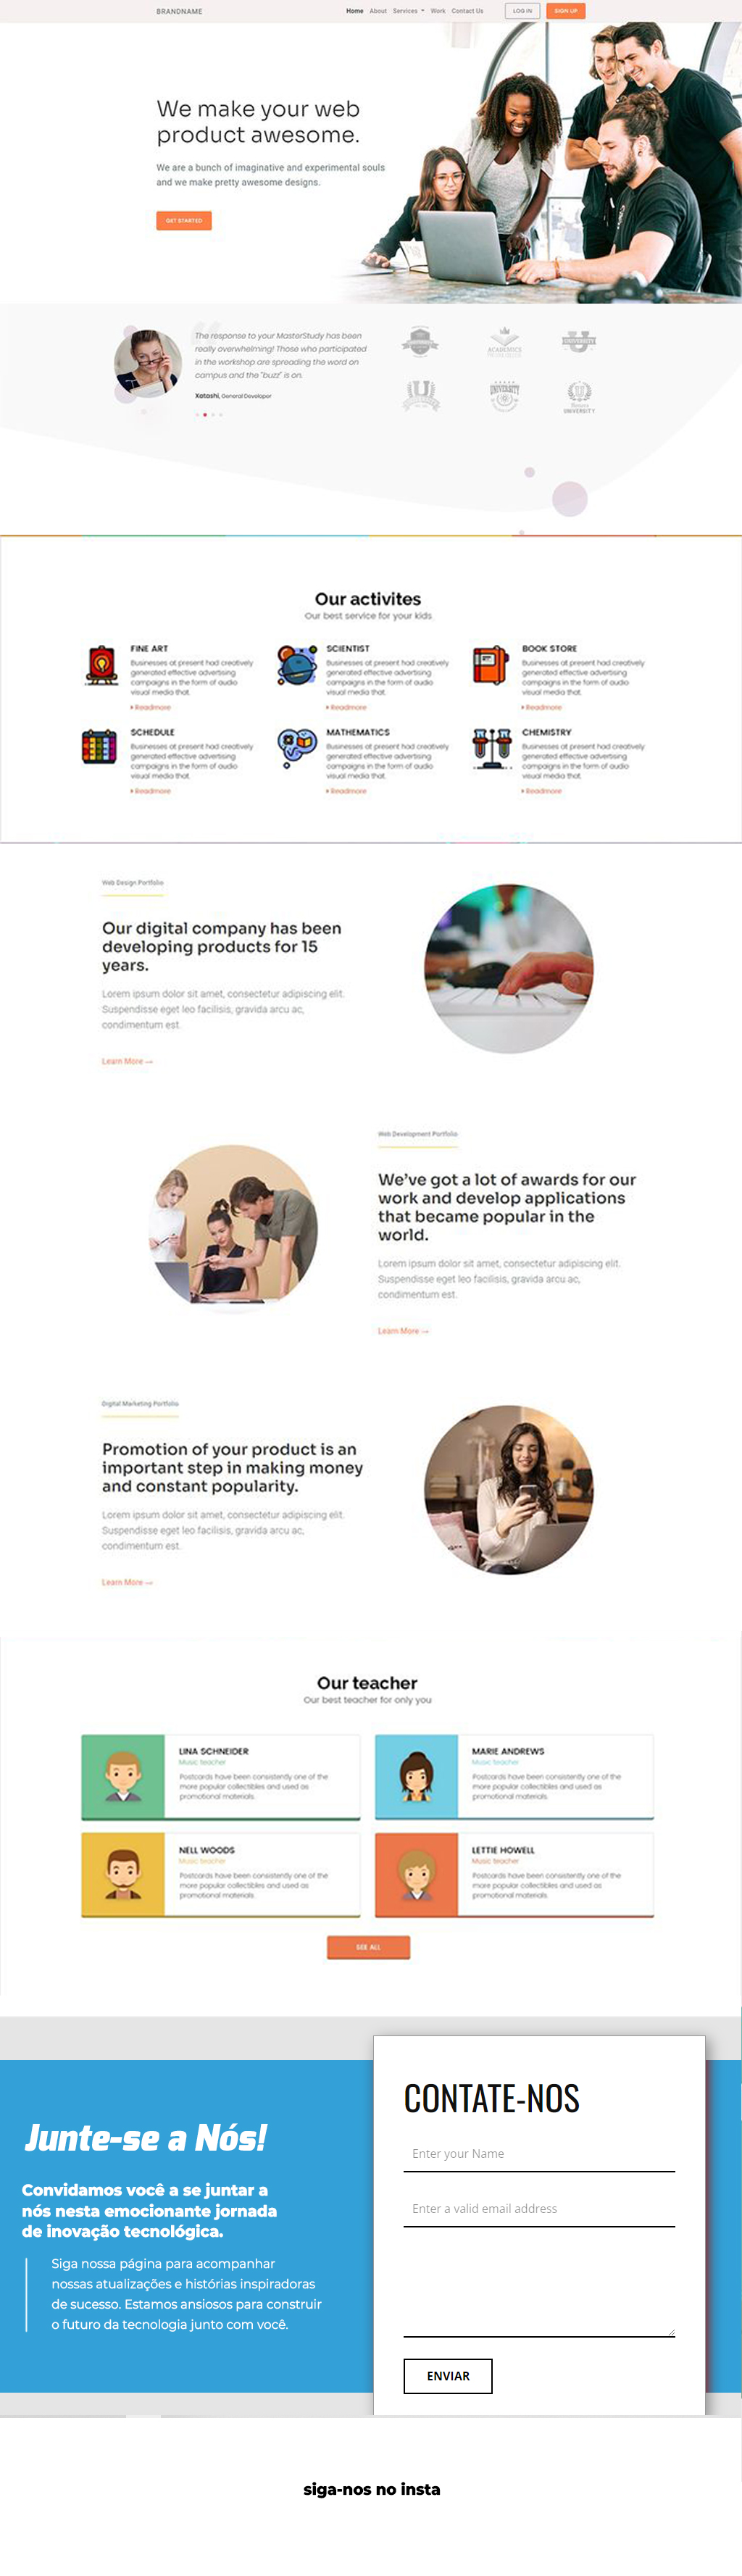 BRANDNAME
Home About Services Work Contact Us
LOG IN
SIGN UP
We make your web
product awesome.
We are a bunch of imaginative and experimental souls
and we make pretty awesome designs.
GET STARTED
The response to your MasterStudy has been
really overwhelming! Those who participated
in the workshop are spreading the word on
campus and the "buzz" is on.
Xatashi, General Developer
ACADEMICS
UNIVERSITY
UNIVERSITY
UNIVERSITY
Our activites
Our best service for your kids
FINE ART
Businesses at present had creatively
generated effective advertising
campaigns in the form of audio
visual media that
Readmore
SCIENTIST
Businesses at present had creatively
generated effective advertising
campaigns in the form of audio
visual media that
Readmore
BOOK STORE
Businesses at present had creatively
generated effective advertising
campaigns in the form of audio
visual media that
Readmore
SCHEDULE
Businesses at present had creatively
generated effective advertising
campaigns in the form of audio
visual media that
Readmore
MATHEMATICS
Businesses at present had creatively
generated effective advertising
campaigns in the form of audio
visual media that
Readmore
CHEMISTRY
Businesses at present had creatively
generated effective advertising
campaigns in the form of audio
visual media that
Readmore
Web Design Portfolio
Our digital company has been
developing products for 15
years.
Lorem ipsum dolor sit amet, consectetur adipiscing elit.
Suspendisse eget leo facilisis, gravida arcu ac,
condimentum est.
Learn More →
Web Development Portfolio
We've got a lot of awards for our
work and develop applications
that became popular in the
world.
Lorem ipsum dolor sit amet, consectetur adipiscing elit.
Suspendisse eget leo facilisis, gravida arcu ac,
condimentum est.
Learn More →
Digital Marketing Portfolio
Promotion of your product is an
important step in making money
and constant popularity.
Lorem ipsum dolor sit amet, consectetur adipiscing elit.
Suspendisse eget leo facilisis, gravida arcu ac,
condimentum est.
Learn More →
Our teacher
Our best teacher for only you
LINA SCHNEIDER
Music teacher
Postcards have been consistently one of the
more popular collectibles and used as
promotional materials
MARIE ANDREWS
Music teacher
Postcards have been consistently one of the
more popular collectibles and used as
promotional materials
NELL WOODS
Music teacher
Postcards have been consistently one of the
more popular collectibles and used as
promotional materials
LETTIE HOWELL
Music teacher
Postcards have been consistently one of the
more popular collectibles and used as
promotional materials
SEE ALL
Junte-se a Nós!
Convidamos você a se juntar a
nós nesta emocionante jornada
de inovação tecnológica.
Siga nossa página para acompanhar
nossas atualizações e histórias inspiradoras
de sucesso. Estamos ansiosos para construir
o futuro da tecnologia junto com você.
CONTATE-NOS
Enter your Name
Enter a valid email address
ENVIAR
siga-nos no insta